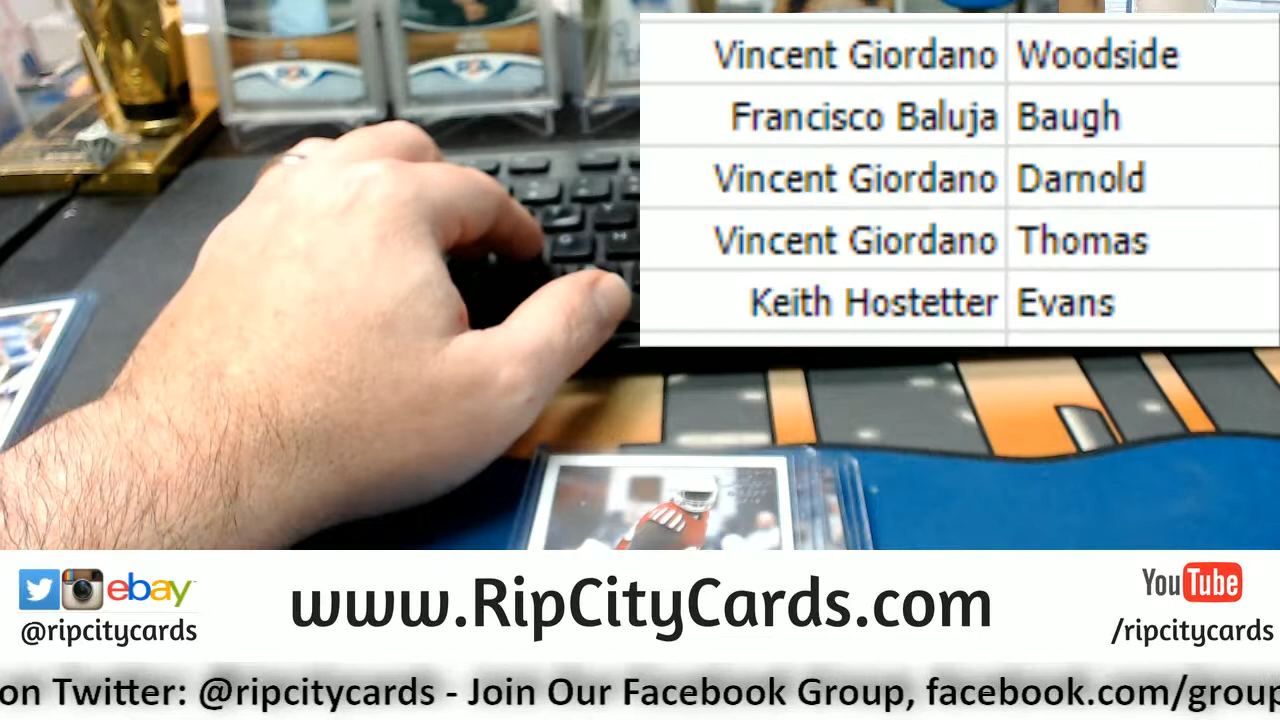 Vincent Giordano Woodside
Francisco Baluja Baugh
Vincent Giordano Darnold
Vincent Giordano Thomas
Keith Hostetter Evans
ebay
@ripcitycards
www.RipCityCards.com
YouTube
/ripcitycards
on Twitter: @ripcitycards - Join Our Facebook Group, facebook.com/group